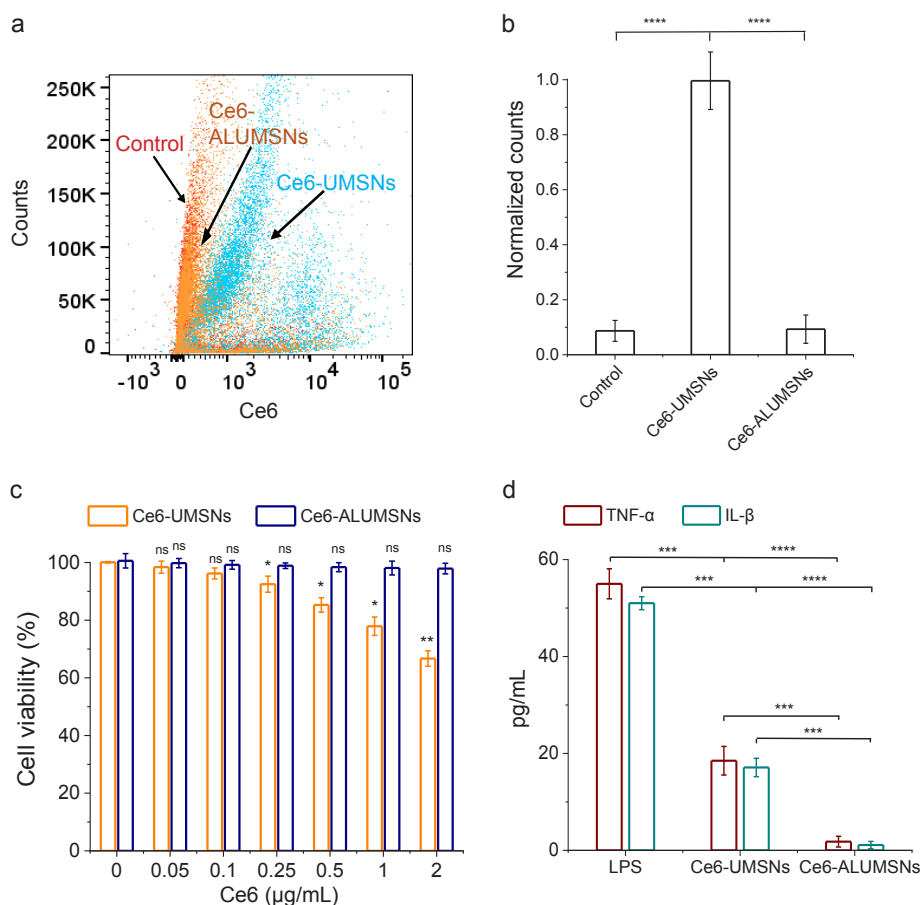 a
250K
200K
150K
100K
50K
0
Counts
Control
Ce6-
ALUMSNs
Ce6-UMSNs
-10³ 0 10³ 10⁴ 10⁵
Ce6
b
**** ****
1.0
0.8
0.6
0.4
0.2
0.0
Normalized counts
Control
Ce6-UMSNs
Ce6-ALUMSNs
c
Ce6-UMSNs Ce6-ALUMSNs
100
80
60
40
20
0
Cell viability (%)
ns ns ns ns * ns * ns * ns ** ns
0 0.05 0.1 0.25 0.5 1 2
Ce6 (μg/mL)
d
TNF-α IL-β
60
40
20
0
pg/mL
*** ****
*** ****
***
***
LPS Ce6-UMSNs Ce6-ALUMSNs